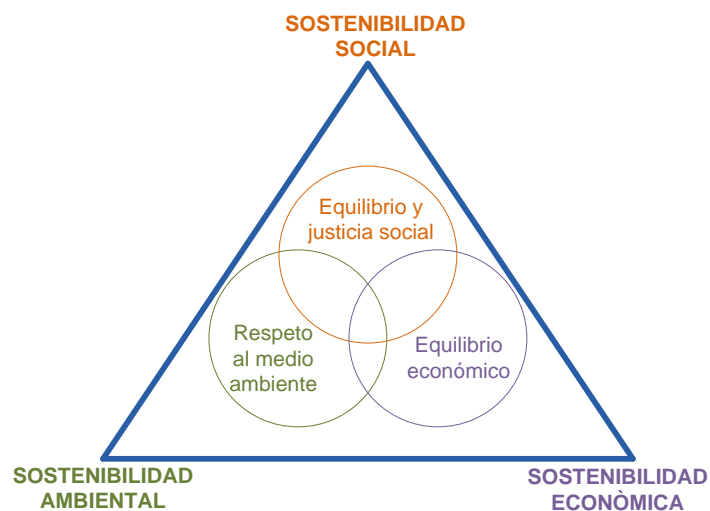 SOSTENIBILIDAD
SOCIAL
Equilibrio y
justicia social
Respeto
al medio
ambiente
Equilibrio
económico
SOSTENIBILIDAD
AMBIENTAL
SOSTENIBILIDAD
ECONÒMICA